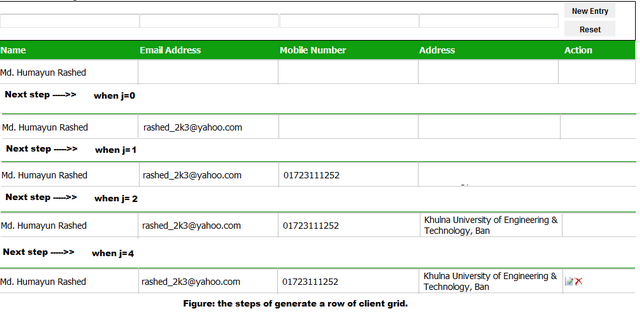 New Entry
Reset
Name Email Address Mobile Number Address Action
Md. Humayun Rashed
Next step ----->> when j=0
Md. Humayun Rashed rashed_2k3@yahoo.com
Next step ----->> when j=1
Md. Humayun Rashed rashed_2k3@yahoo.com 01723111252
Next step ----->> when j= 2
Md. Humayun Rashed rashed_2k3@yahoo.com 01723111252 Khulna University of Engineering &
Technology, Ban
Next step ----->> when j=4
Md. Humayun Rashed rashed_2k3@yahoo.com 01723111252 Khulna University of Engineering &
Technology, Ban
Figure: the steps of generate a row of client grid.